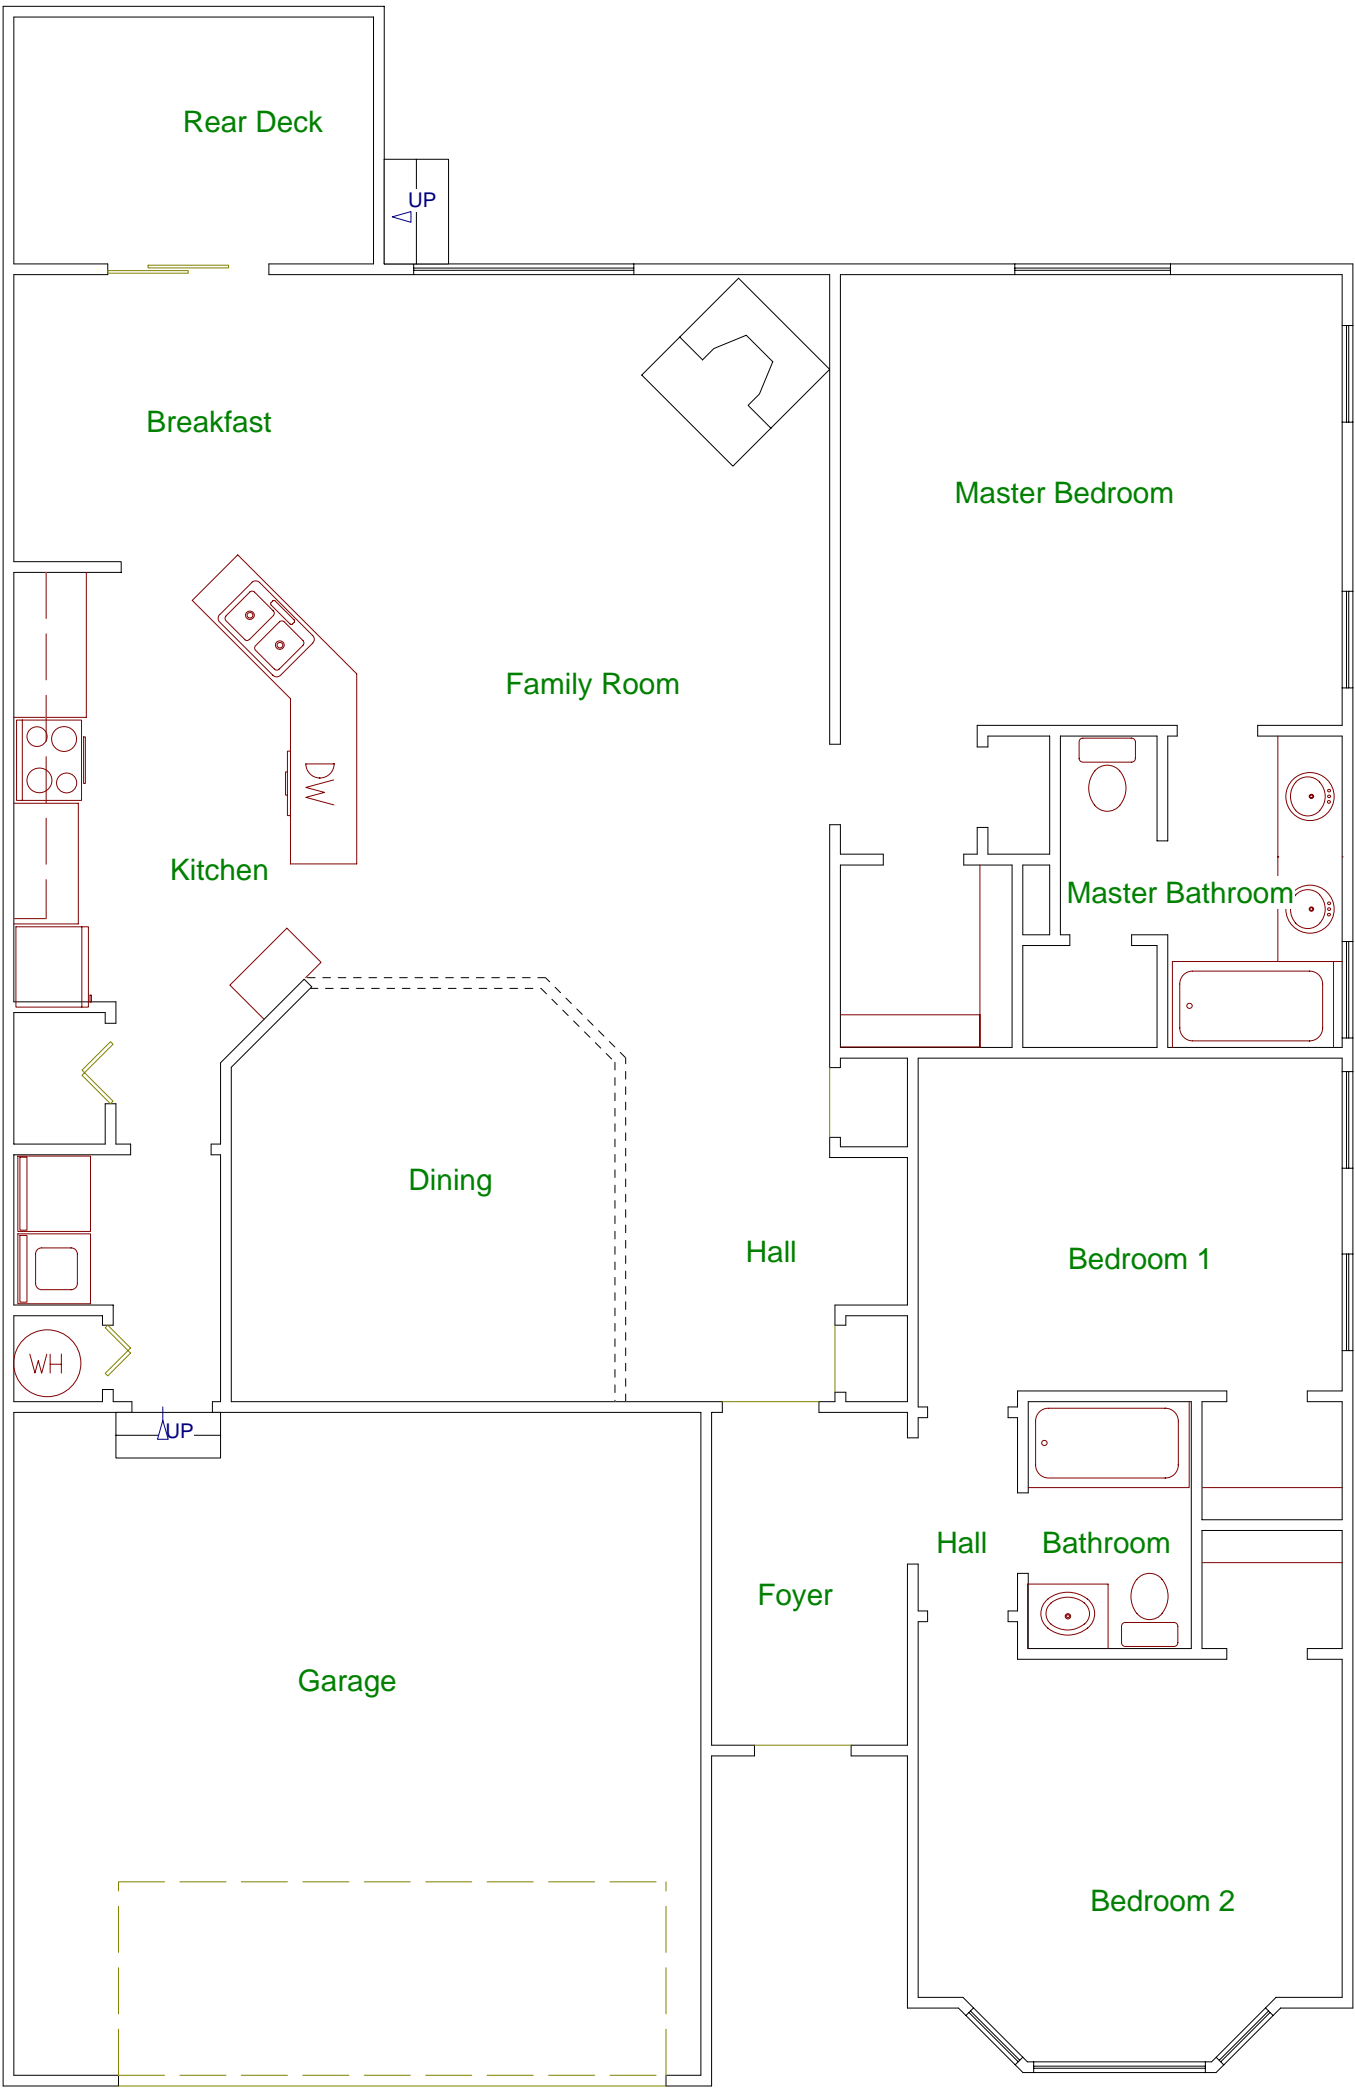 Rear Deck
UP
Breakfast
Master Bedroom
Family Room
DW
Kitchen
Master Bathroom
Dining
Hall
Bedroom 1
WH
UP
Hall
Bathroom
Foyer
Garage
Bedroom 2